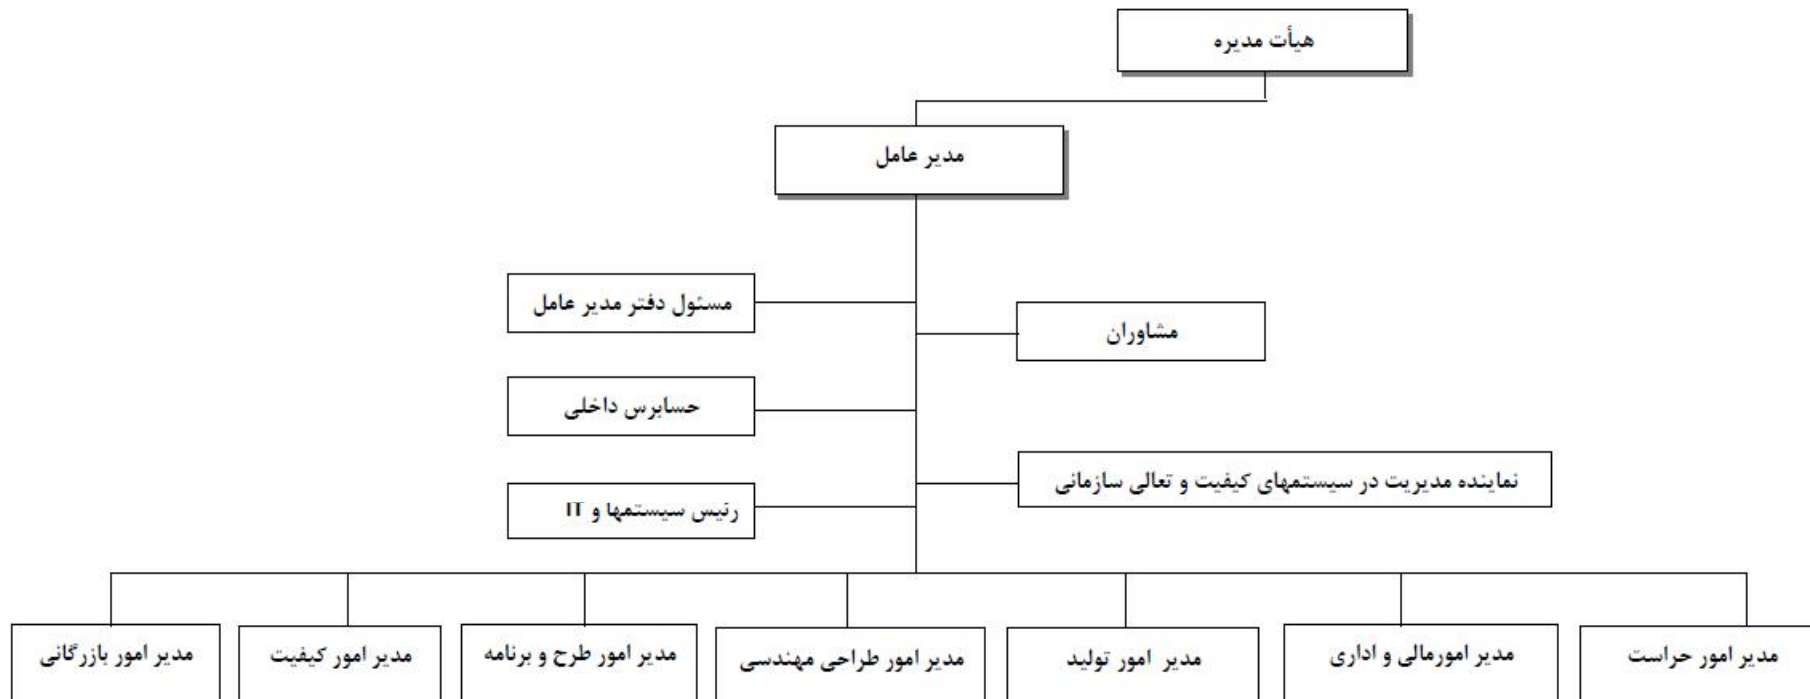 هیأت مدیره
مدیر عامل
مسئول دفتر مدیر عامل
مشاوران
حسابرس داخلی
نماینده مدیریت در سیستمهای کیفیت و تعالی سازمانی
رئیس سیستمها و IT
مدیر امور حراست
مدیر امورمالی و اداری
مدیر امور تولید
مدیر امور طراحی مهندسی
مدیر امور طرح و برنامه
مدیر امور کیفیت
مدیر امور بازرگانی